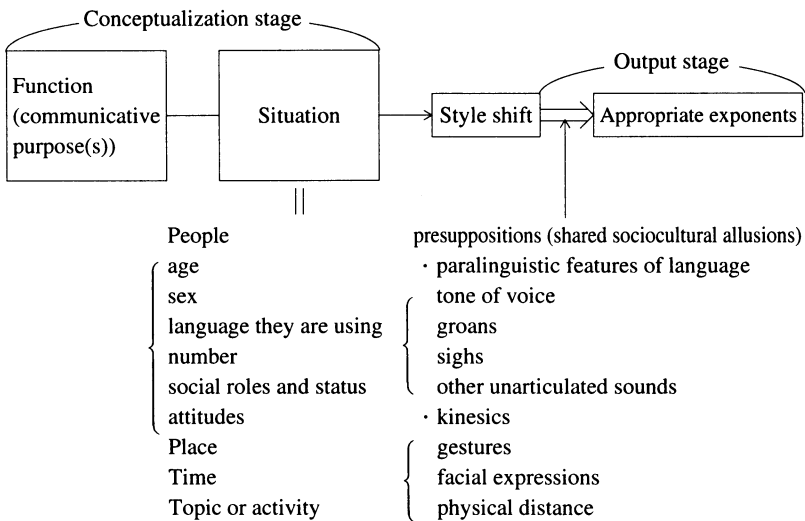 Conceptualization stage
Output stage
Function
(communicative
purpose(s))
Situation
Style shift
Appropriate exponents
People
age
sex
language they are using
number
social roles and status
attitudes
Place
Time
Topic or activity
presuppositions (shared sociocultural allusions)
· paralinguistic features of language
tone of voice
groans
sighs
other unarticulated sounds
· kinesics
gestures
facial expressions
physical distance